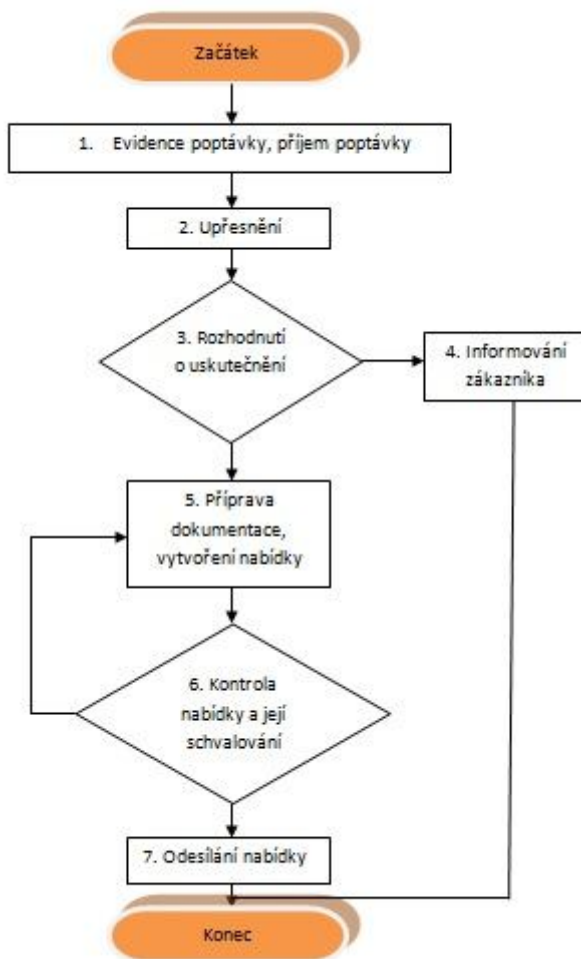 Začátek
1. Evidence poptávky, příjem poptávky
2. Upřesnění
3. Rozhodnutí
o uskutečnění
4. Informování
zákazníka
5. Příprava
dokumentace,
vytvoření nabídky
6. Kontrola
nabídky a její
schvalování
7. Odesílání nabídky
Konec